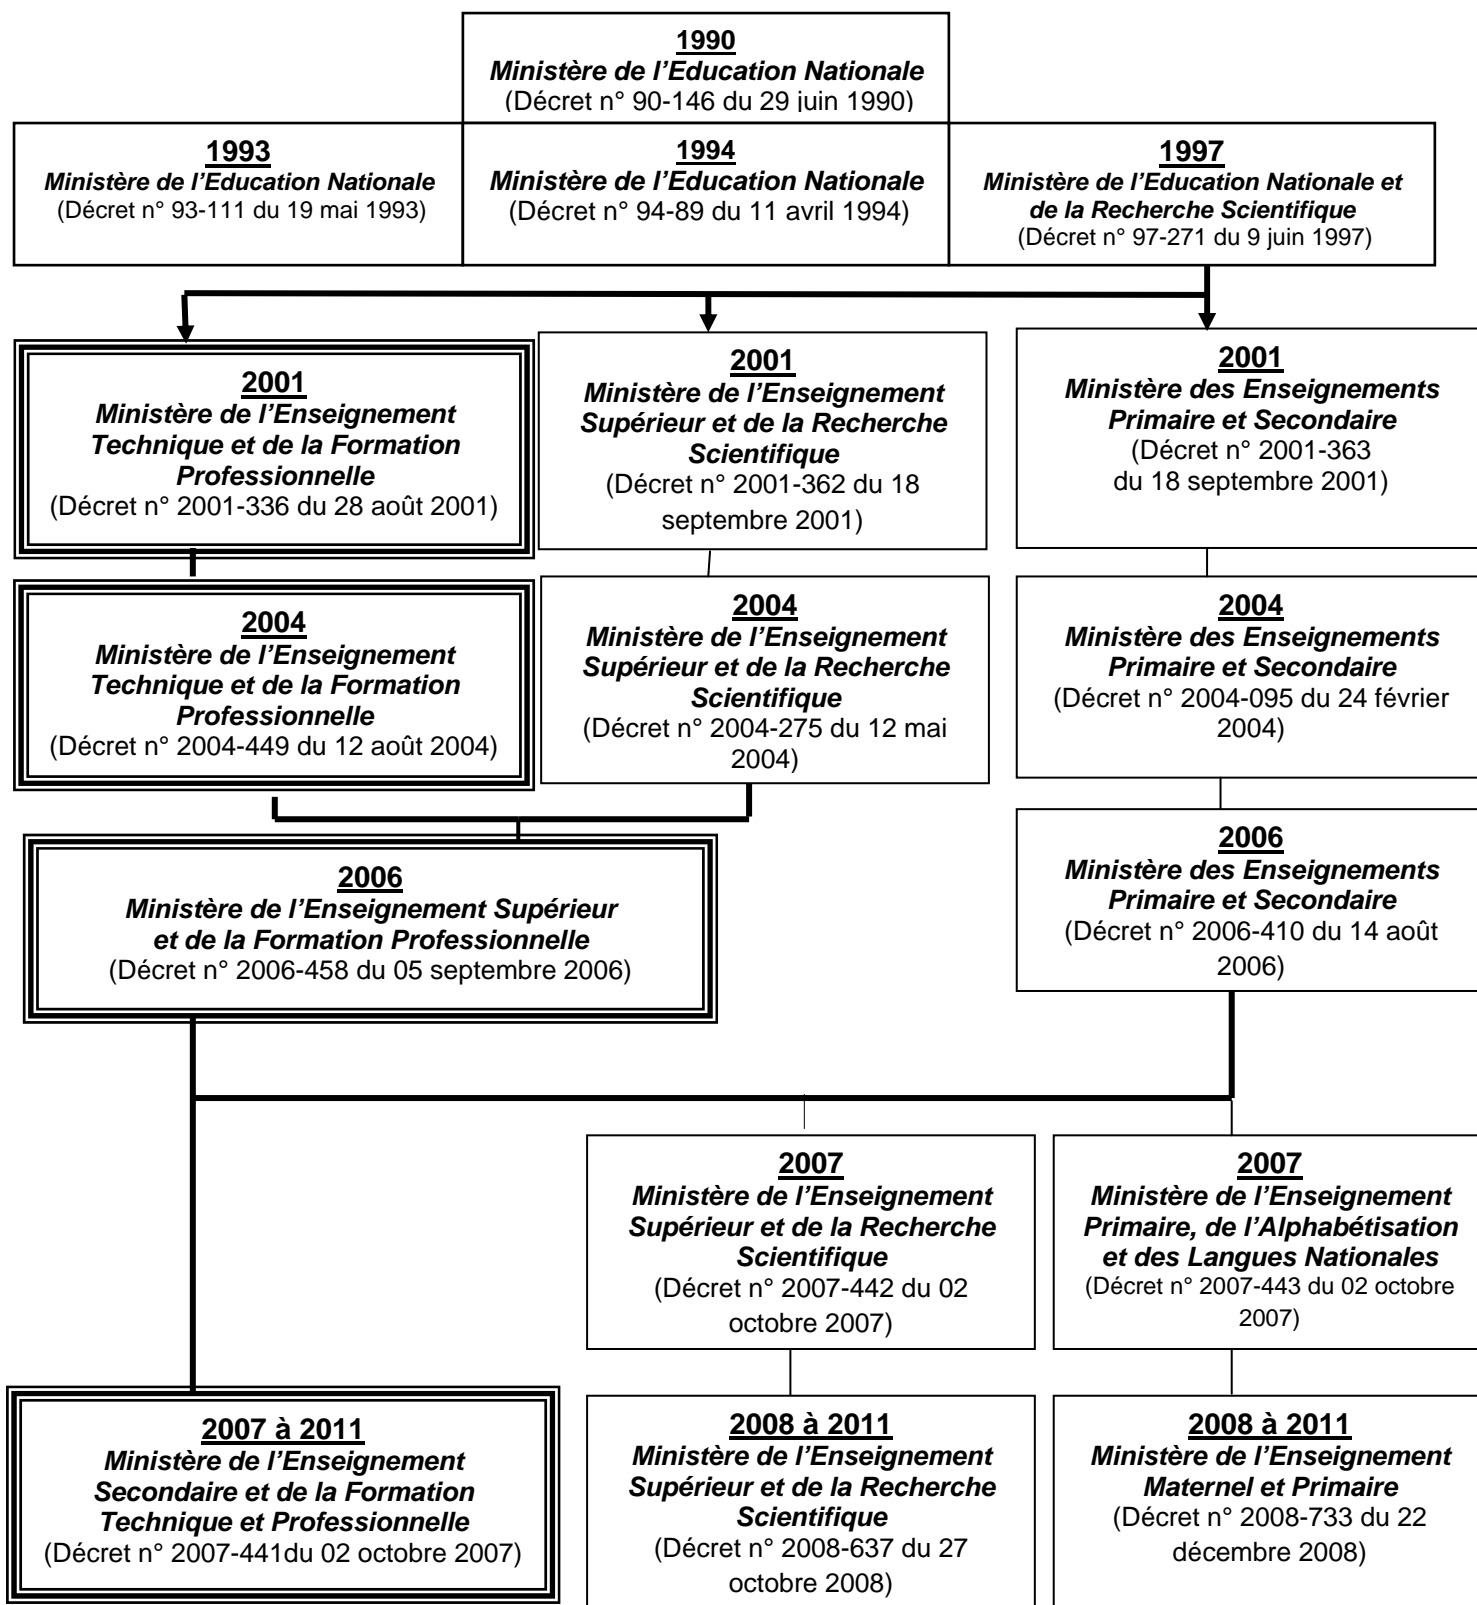 1990
Ministère de l’Education Nationale
(Décret n° 90-146 du 29 juin 1990)
1993
Ministère de l’Education Nationale
(Décret n° 93-111 du 19 mai 1993)
1994
Ministère de l’Education Nationale
(Décret n° 94-89 du 11 avril 1994)
1997
Ministère de l’Education Nationale et
de la Recherche Scientifique
(Décret n° 97-271 du 9 juin 1997)
2001
Ministère de l’Enseignement
Technique et de la Formation
Professionnelle
(Décret n° 2001-336 du 28 août 2001)
2001
Ministère de l’Enseignement
Supérieur et de la Recherche
Scientifique
(Décret n° 2001-362 du 18
septembre 2001)
2001
Ministère des Enseignements
Primaire et Secondaire
(Décret n° 2001-363
du 18 septembre 2001)
2004
Ministère de l’Enseignement
Technique et de la Formation
Professionnelle
(Décret n° 2004-449 du 12 août 2004)
2004
Ministère de l’Enseignement
Supérieur et de la Recherche
Scientifique
(Décret n° 2004-275 du 12 mai
2004)
2004
Ministère des Enseignements
Primaire et Secondaire
(Décret n° 2004-095 du 24 février
2004)
2006
Ministère de l’Enseignement Supérieur
et de la Formation Professionnelle
(Décret n° 2006-458 du 05 septembre 2006)
2006
Ministère des Enseignements
Primaire et Secondaire
(Décret n° 2006-410 du 14 août
2006)
2007
Ministère de l’Enseignement
Supérieur et de la Recherche
Scientifique
(Décret n° 2007-442 du 02
octobre 2007)
2007
Ministère de l’Enseignement
Primaire, de l’Alphabétisation
et des Langues Nationales
(Décret n° 2007-443 du 02 octobre
2007)
2007 à 2011
Ministère de l’Enseignement
Secondaire et de la Formation
Technique et Professionnelle
(Décret n° 2007-441du 02 octobre 2007)
2008 à 2011
Ministère de l’Enseignement
Supérieur et de la Recherche
Scientifique
(Décret n° 2008-637 du 27
octobre 2008)
2008 à 2011
Ministère de l’Enseignement
Maternel et Primaire
(Décret n° 2008-733 du 22
décembre 2008)